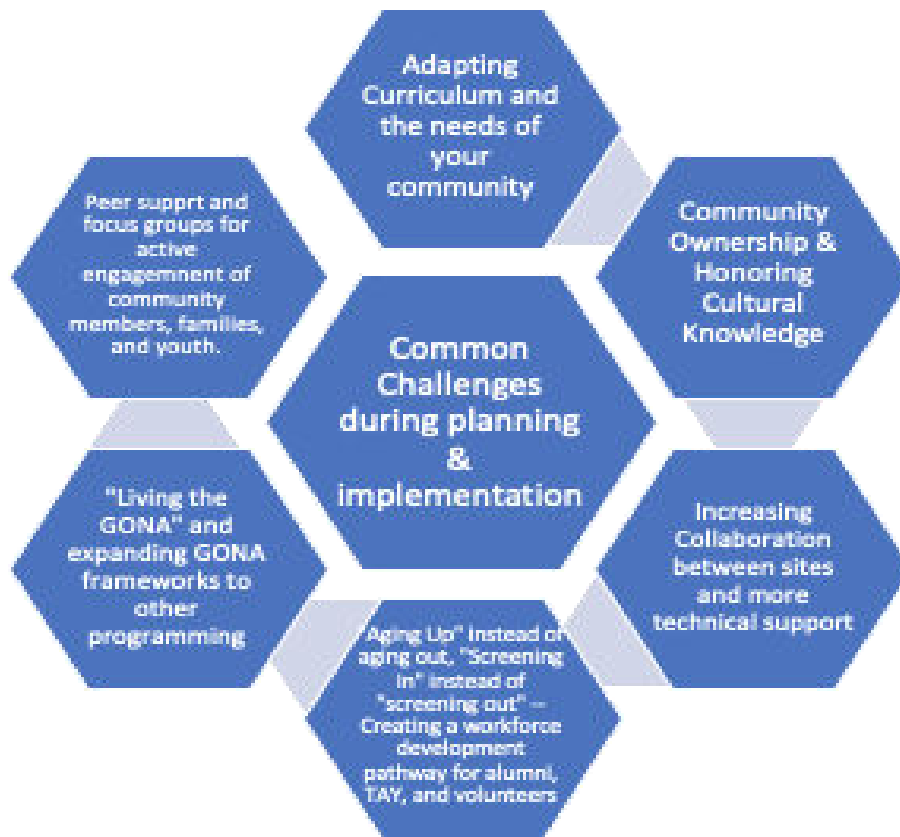 Adapting
Curriculum and
the needs of
your
community
Community
Ownership &
Honoring
Cultural
Knowledge
Increasing
Collaboration
between sites
and more
technical support
"Aging Up" instead of
aging out, "Screening
In" instead of
"screening out" --
Creating a workforce
development
pathway for alumni,
TAY, and volunteers
"Living the
GONA" and
expanding GONA
frameworks to
other
programming
Peer supprt and
focus groups for
active
engagemnent of
community
members, families,
and youth.
Common
Challenges
during planning
&
implementation